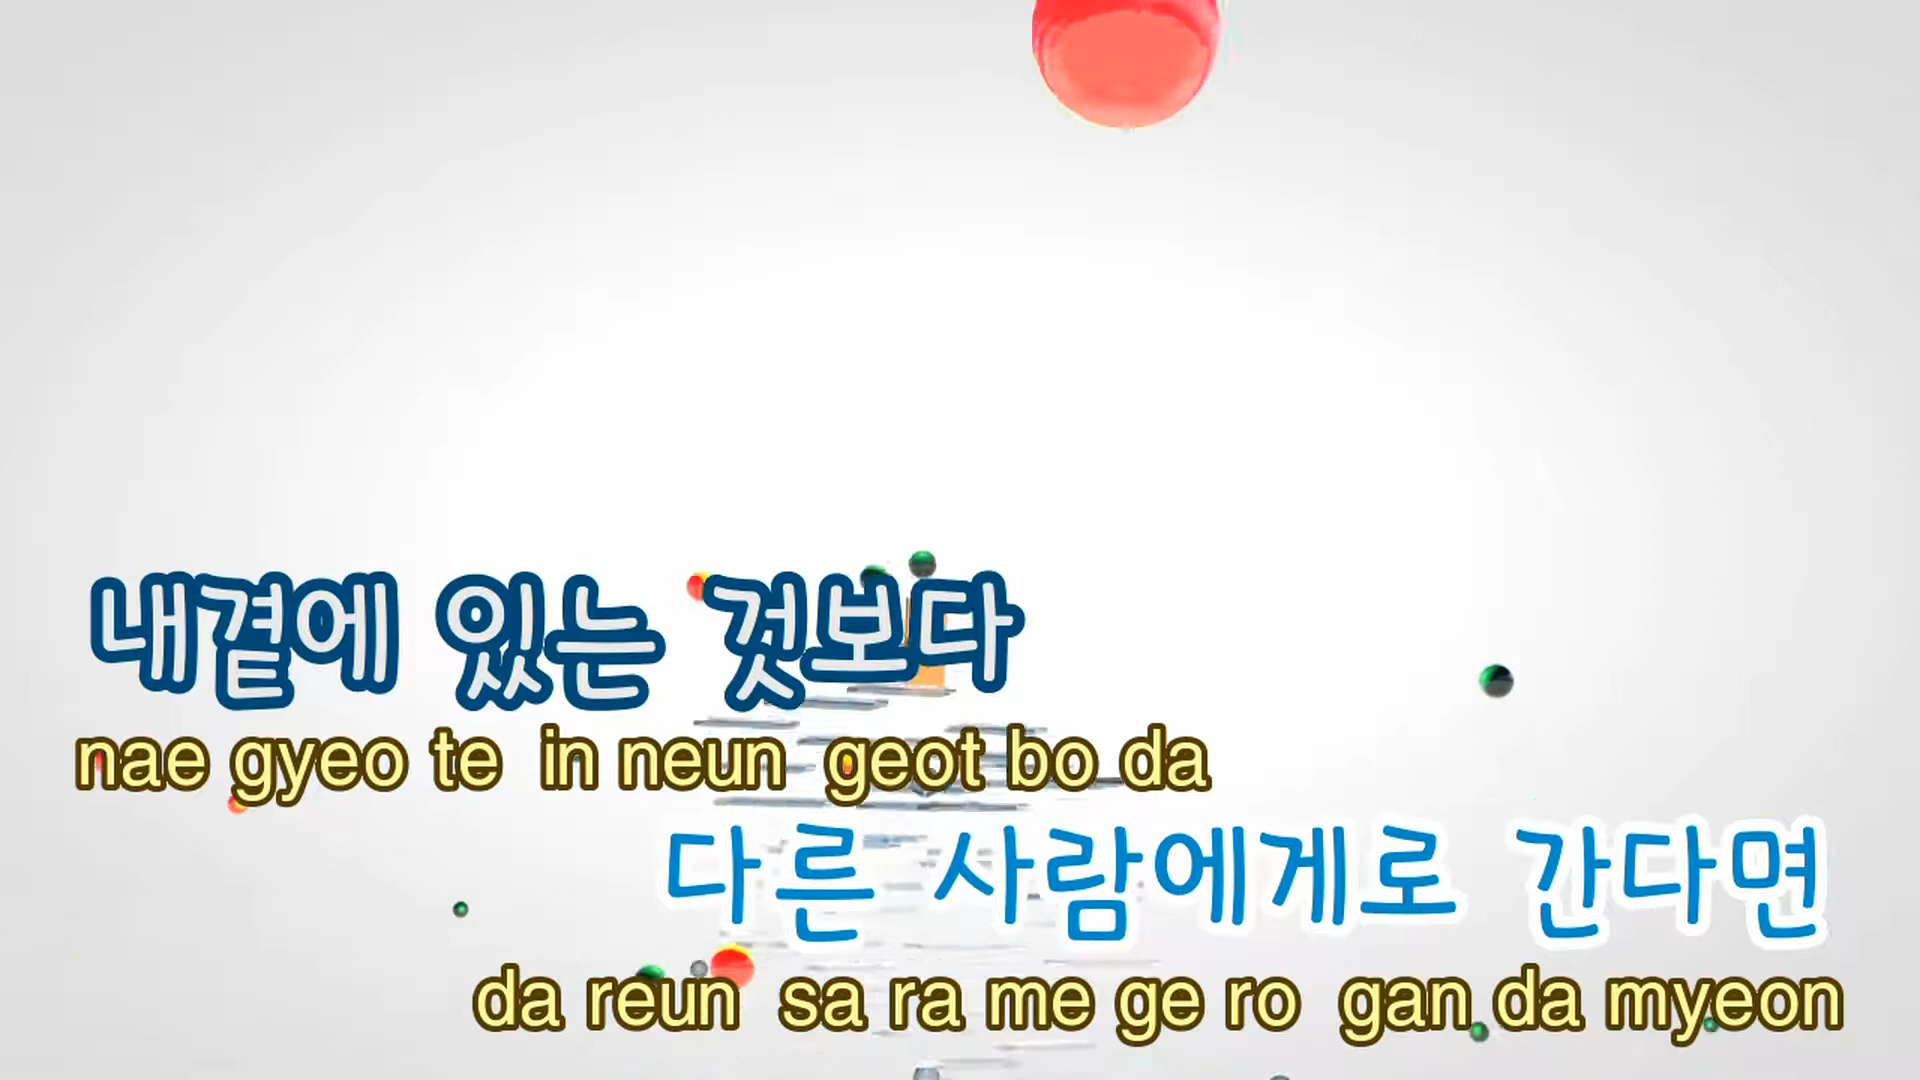 내곁에 있는 것보다
nae gyeo te in neun geot bo da
다른 사람에게로 간다면
da reun sa ra me ge ro gan da myeon